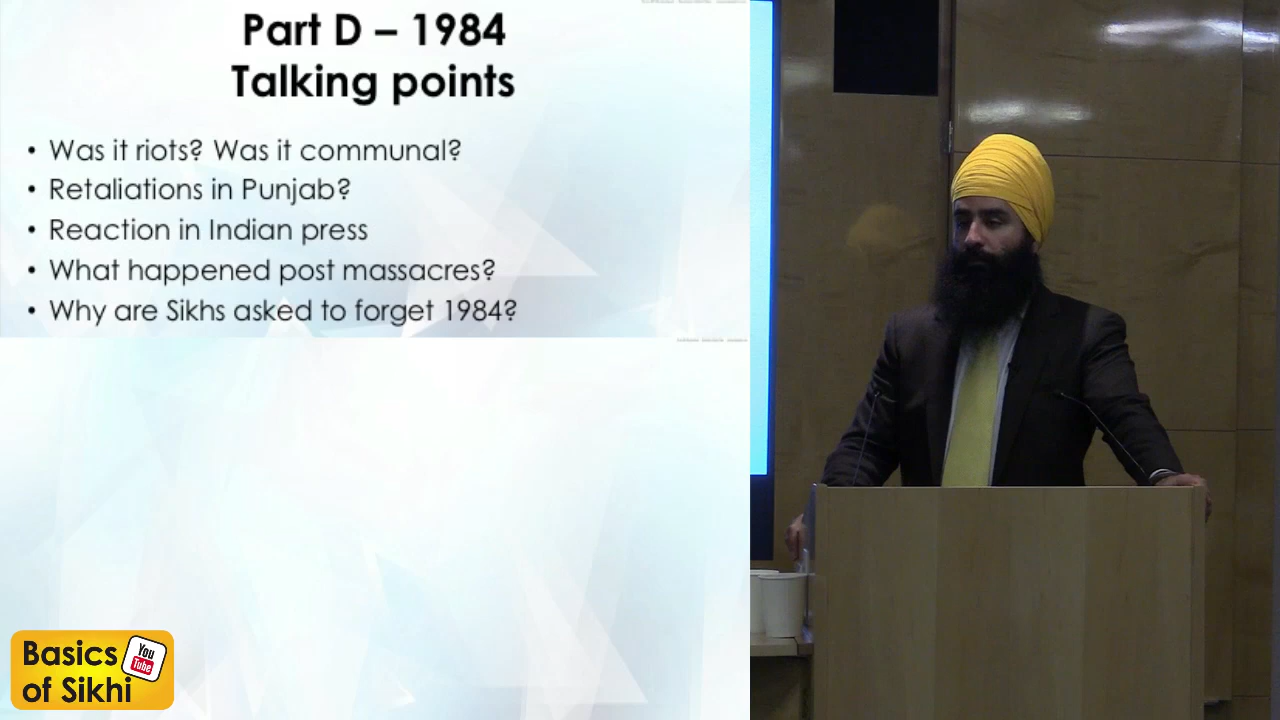 Part D – 1984
Talking points
• Was it riots? Was it communal?
• Retaliations in Punjab?
• Reaction in Indian press
• What happened post massacres?
• Why are Sikhs asked to forget 1984?
Basics
of Sikhi
You
Tube